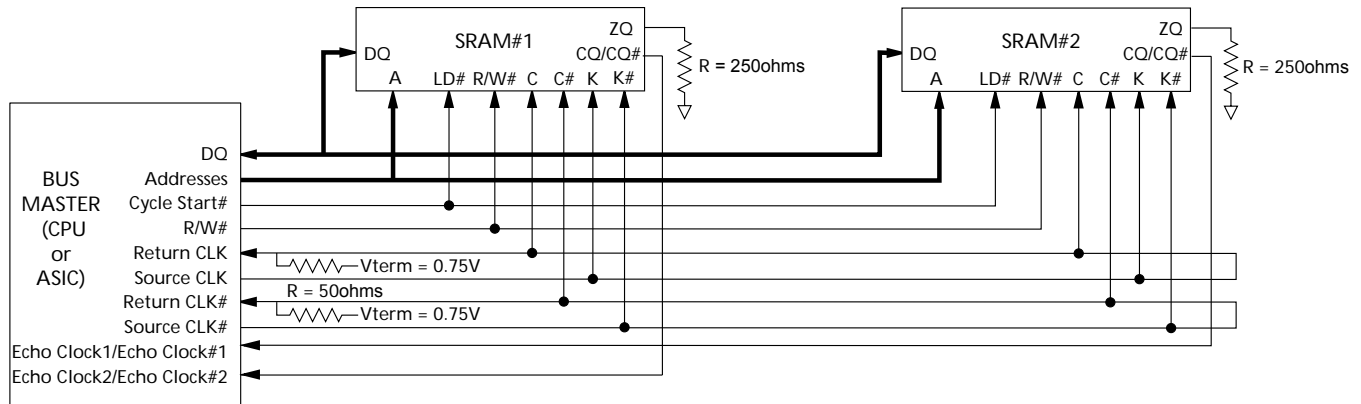 SRAM#1
ZQ
DQ
CQ/CQ#
A LD# R/W# C C# K K#
R = 250ohms
SRAM#2
ZQ
DQ
CQ/CQ#
A LD# R/W# C C# K K#
R = 250ohms
BUS
MASTER
(CPU
or
ASIC)
DQ
Addresses
Cycle Start#
R/W#
Return CLK
Source CLK
Return CLK#
Source CLK#
Echo Clock1/Echo Clock#1
Echo Clock2/Echo Clock#2
Vterm = 0.75V
R = 50ohms
Vterm = 0.75V